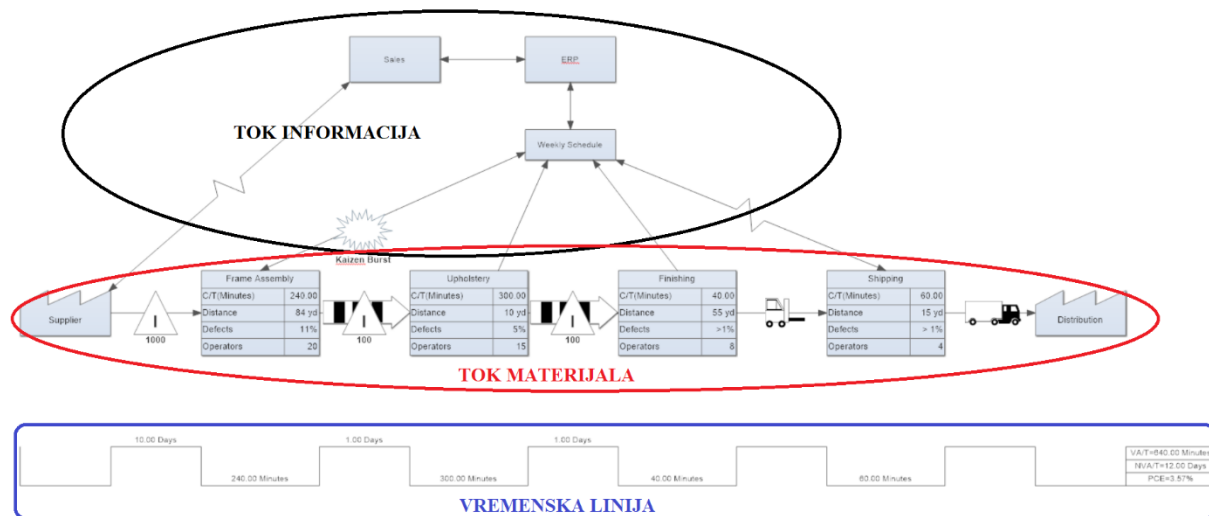 Sales
ERP
TOK INFORMACIJA
Weekly Schedule
Kaizen Burst
Supplier
I
1000
Frame Assembly
C/T(Minutes) 240.00
Distance 84 yd
Defects 11%
Operators 20
I
100
Upholstery
C/T(Minutes) 300.00
Distance 10 yd
Defects 5%
Operators 15
I
100
Finishing
C/T(Minutes) 40.00
Distance 55 yd
Defects >1%
Operators 8
Shipping
C/T(Minutes) 60.00
Distance 15 yd
Defects > 1%
Operators 4
Distribution
TOK MATERIJALA
10.00 Days
1.00 Days
1.00 Days
240.00 Minutes
300.00 Minutes
40.00 Minutes
60.00 Minutes
VA/T=640.00 Minutes
NVA/T=12.00 Days
PCE=3.57%
VREMENSKA LINIJA